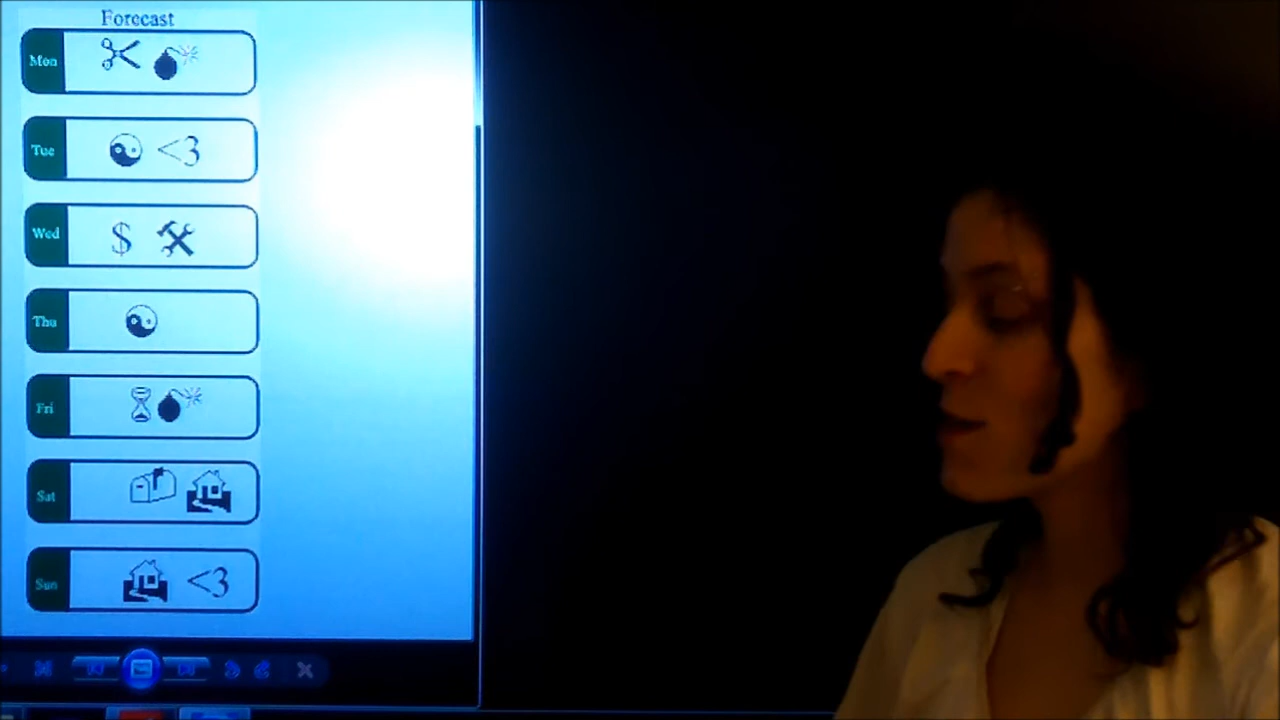 Forecast
Mon
Tue <3
Wed $
Thu
Fri
Sat
Sun <3